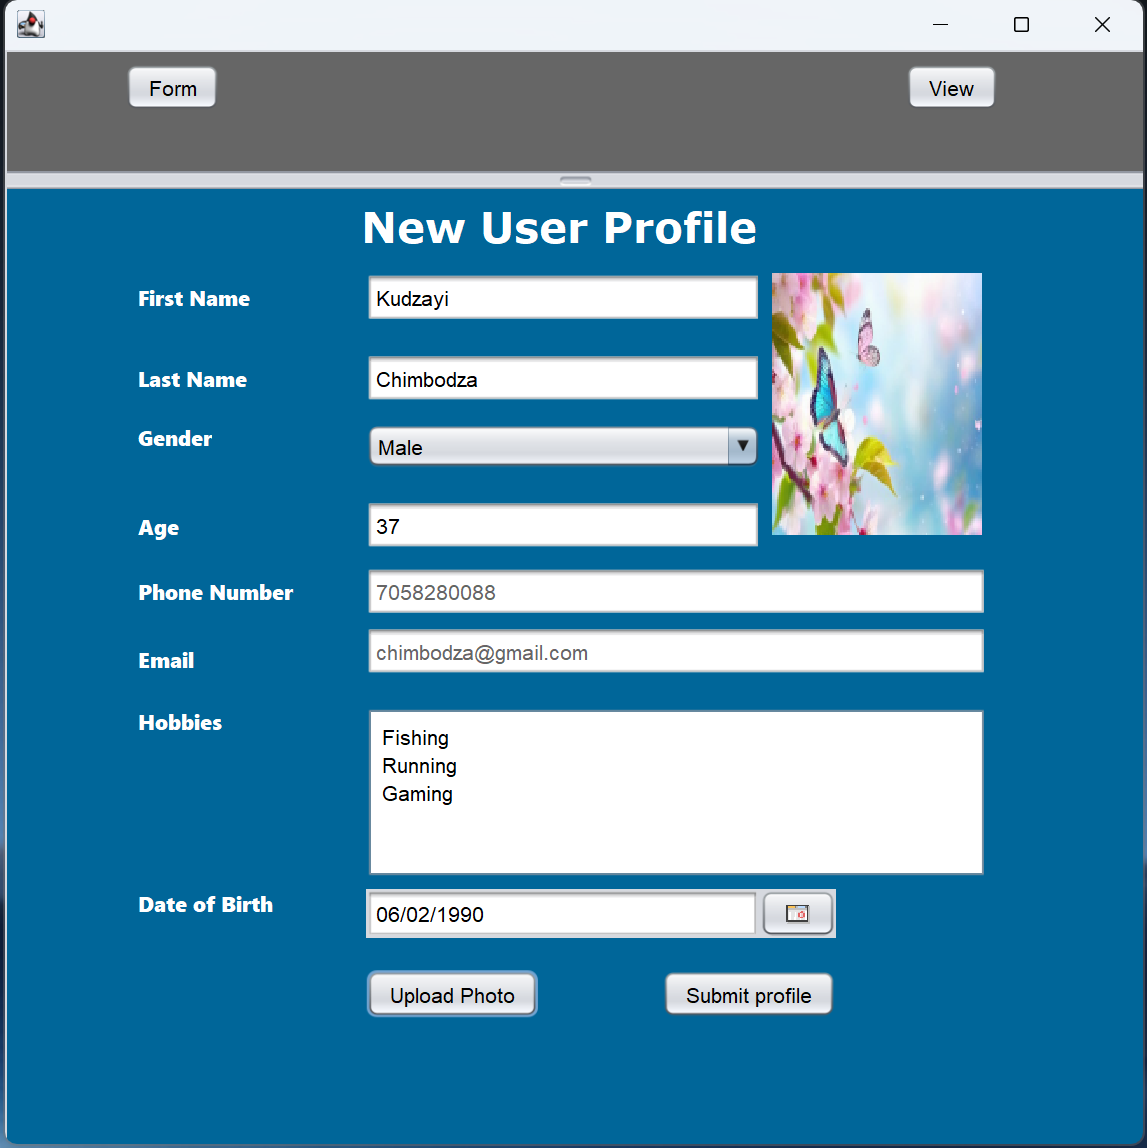 Form
View
New User Profile
First Name
Kudzayi
Last Name
Chimbodza
Gender
Male
Age
37
Phone Number
7058280088
Email
chimbodza@gmail.com
Hobbies
Fishing
Running
Gaming
Date of Birth
06/02/1990
Upload Photo
Submit profile